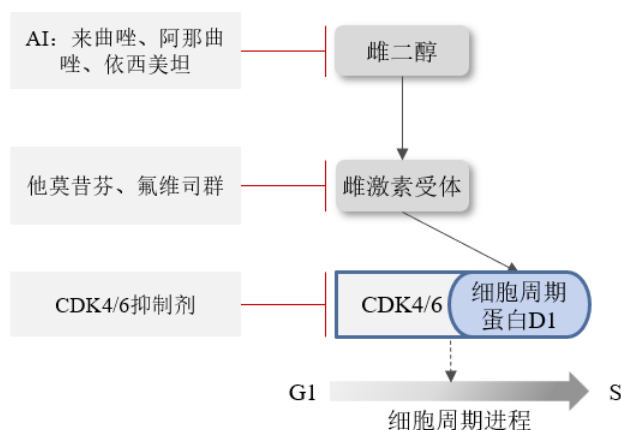 AI：来曲唑、阿那曲
唑、依西美坦
雌二醇
他莫昔芬、氟维司群
雌激素受体
CDK4/6抑制剂
CDK4/6
细胞周期
蛋白D1
G1
S
细胞周期进程